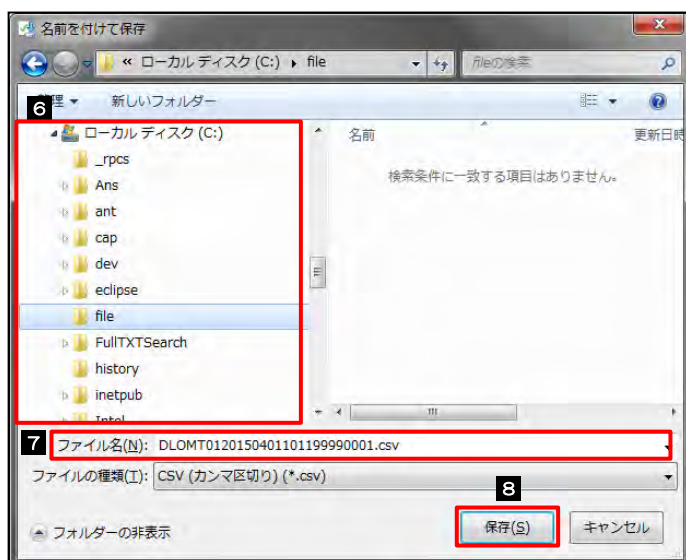 名前を付けて保存
« ローカル ディスク (C:) ▸ file
fileの検索
6
理 ▼ 新しいフォルダー
ローカル ディスク (C:)
_rpcs
Ans
ant
cap
dev
eclipse
file
FullTXTSearch
history
inetpub
Intel
名前 更新日時
検索条件に一致する項目はありません。
7
ファイル名(N): DLOMT0120150401101199990001.csv
ファイルの種類(T): CSV (カンマ区切り) (*.csv)
8
フォルダーの非表示
保存(S)
キャンセル